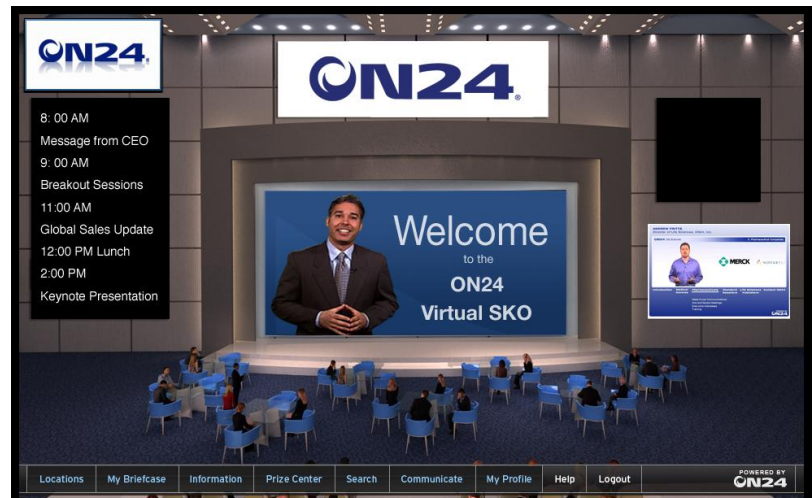 ON24.
ON24.
8: 00 AM
Message from CEO
9: 00 AM
Breakout Sessions
11:00 AM
Global Sales Update
12:00 PM Lunch
2:00 PM
Keynote Presentation
Welcome
to the
ON24
Virtual SKO
MERCK
ON24
Locations
My Briefcase
Information
Prize Center
Search
Communicate
My Profile
Help
Logout
POWERED BY
ON24